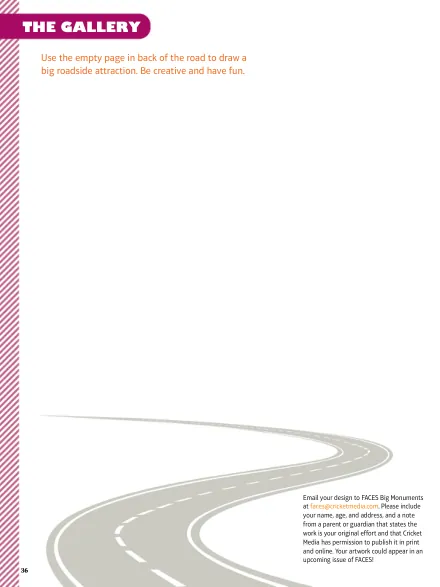 THE GALLERY
Use the empty page in back of the road to draw a
big roadside attraction. Be creative and have fun.
Email your design to FACES Big Monuments
at faces@cricketmedia.com. Please include
your name, age, and address, and a note
from a parent or guardian that states the
work is your original effort and that Cricket
Media has permission to publish it in print
and online. Your artwork could appear in an
upcoming issue of FACES!
36